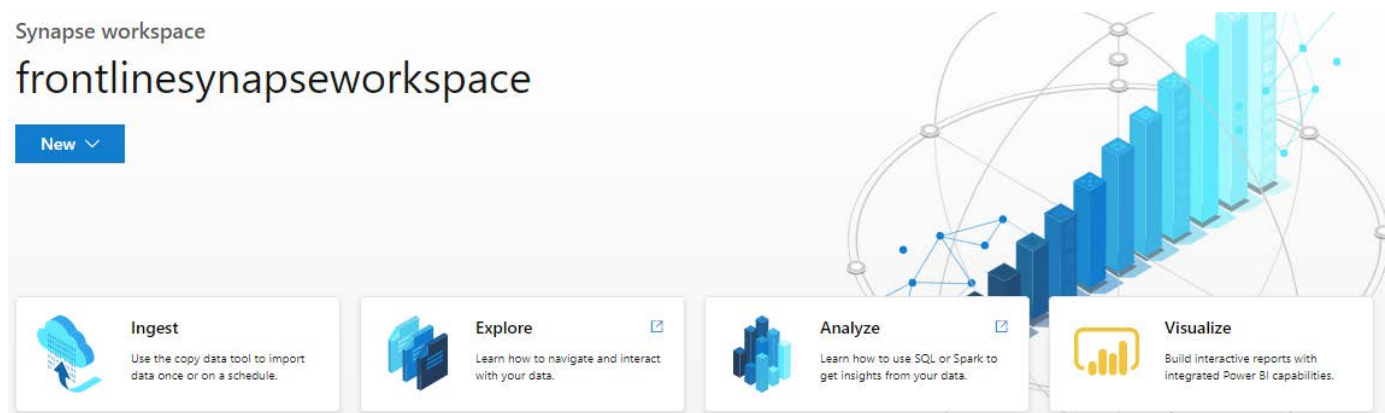 Synapse workspace
frontlinesynapseworkspace
New
Ingest
Use the copy data tool to import
data once or on a schedule.
Explore
Learn how to navigate and interact
with your data.
Analyze
Learn how to use SQL or Spark to
get insights from your data.
Visualize
Build interactive reports with
integrated Power BI capabilities.